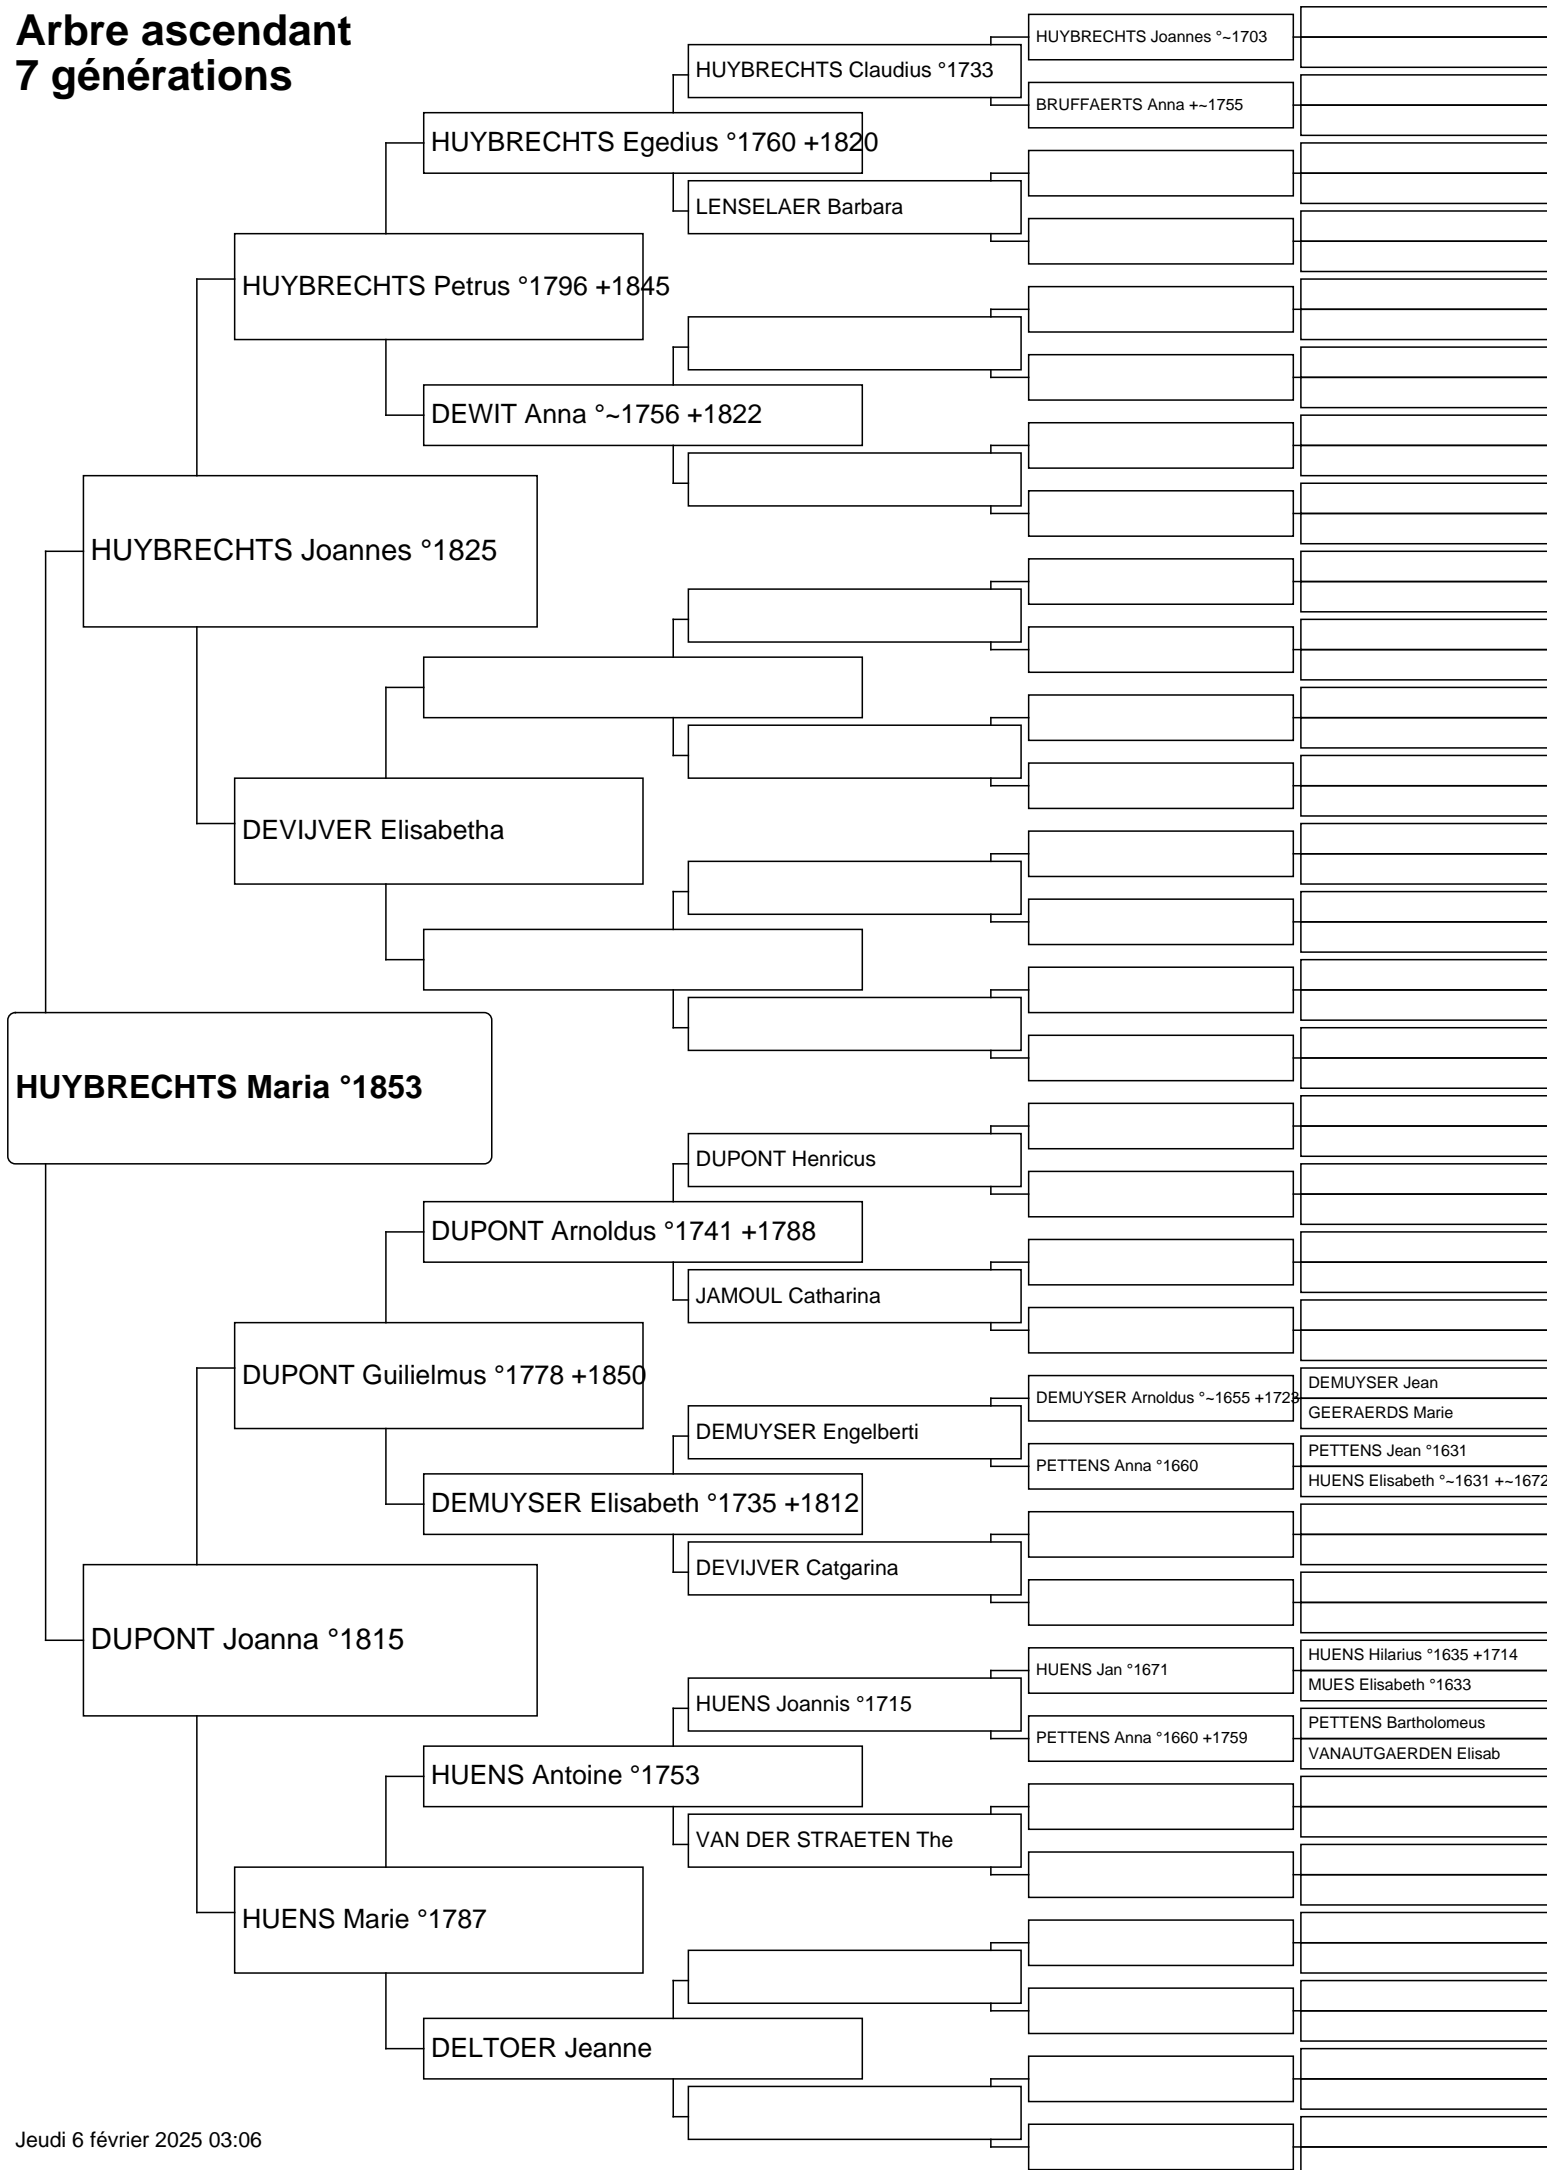 Arbre ascendant
7 générations
HUYBRECHTS Joannes °~1703
HUYBRECHTS Claudius °1733
BRUFFAERTS Anna +~1755
HUYBRECHTS Egedius °1760 +1820
LENSELAER Barbara
HUYBRECHTS Petrus °1796 +1845
DEWIT Anna °~1756 +1822
HUYBRECHTS Joannes °1825
DEVIJVER Elisabetha
HUYBRECHTS Maria °1853
DUPONT Henricus
DUPONT Arnoldus °1741 +1788
JAMOUL Catharina
DUPONT Guilielmus °1778 +1850
DEMUYSER Jean
DEMUYSER Arnoldus °~1655 +1723
GEERAERDS Marie
DEMUYSER Engelberti
PETTENS Jean °1631
PETTENS Anna °1660
HUENS Elisabeth °~1631 +~1672
DEMUYSER Elisabeth °1735 +1812
DEVIJVER Catgarina
DUPONT Joanna °1815
HUENS Hilarius °1635 +1714
HUENS Jan °1671
MUES Elisabeth °1633
HUENS Joannis °1715
PETTENS Bartholomeus
PETTENS Anna °1660 +1759
VANAUTGAERDEN Elisab
HUENS Antoine °1753
VAN DER STRAETEN The
HUENS Marie °1787
DELTOER Jeanne
Jeudi 6 février 2025 03:06